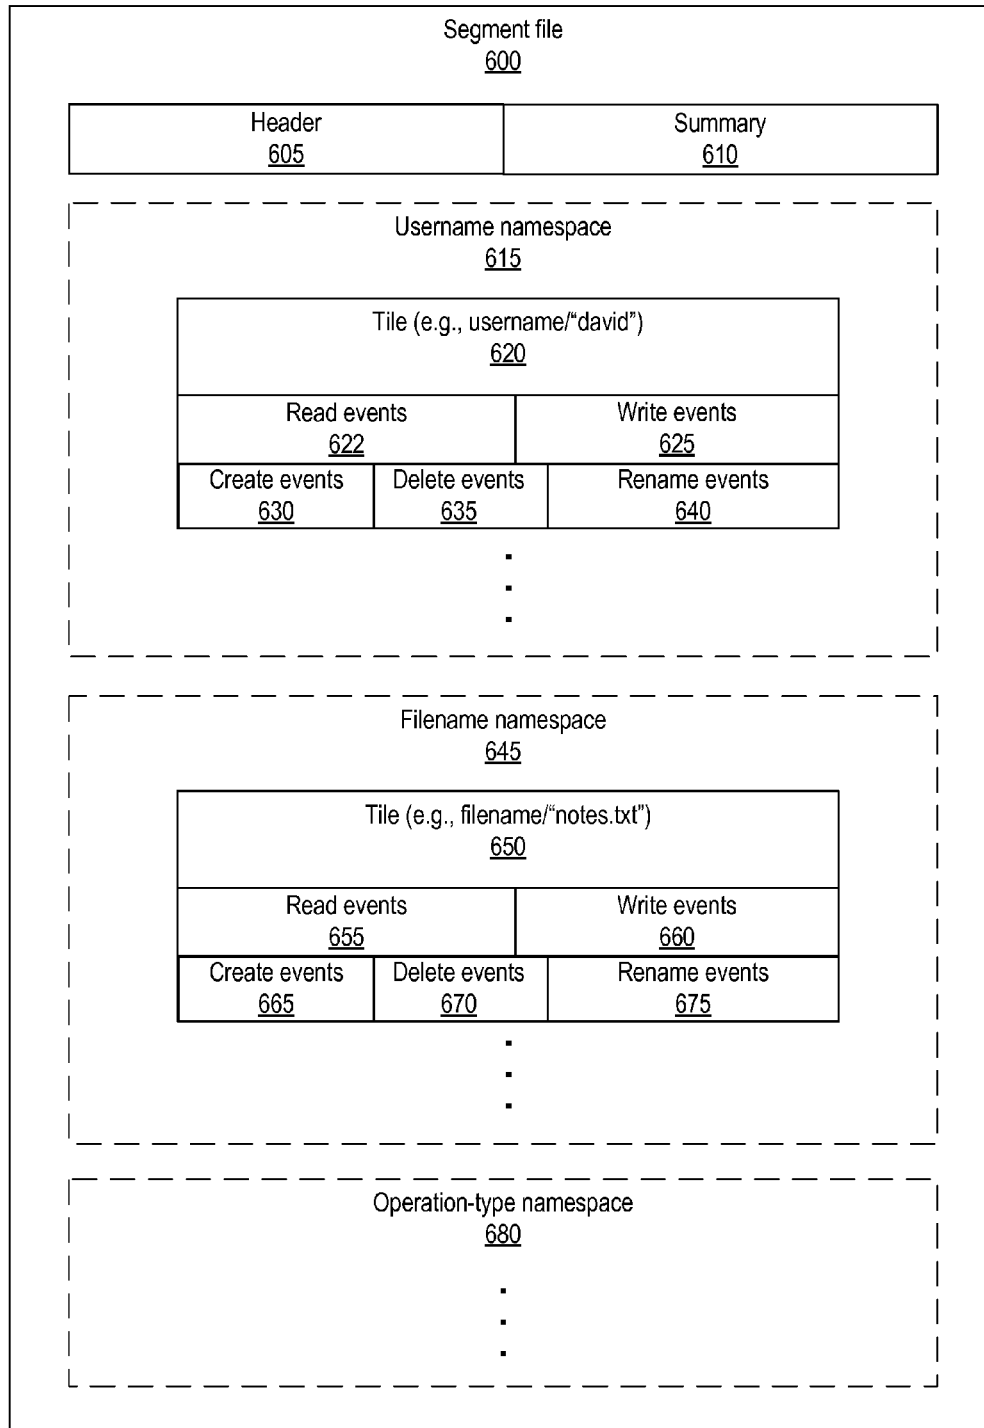 Segment file
600
Header
605
Summary
610
Username namespace
615
Tile (e.g., username/“david”)
620
Read events
622
Write events
625
Create events
630
Delete events
635
Rename events
640
Filename namespace
645
Tile (e.g., filename/“notes.txt”)
650
Read events
655
Write events
660
Create events
665
Delete events
670
Rename events
675
Operation-type namespace
680